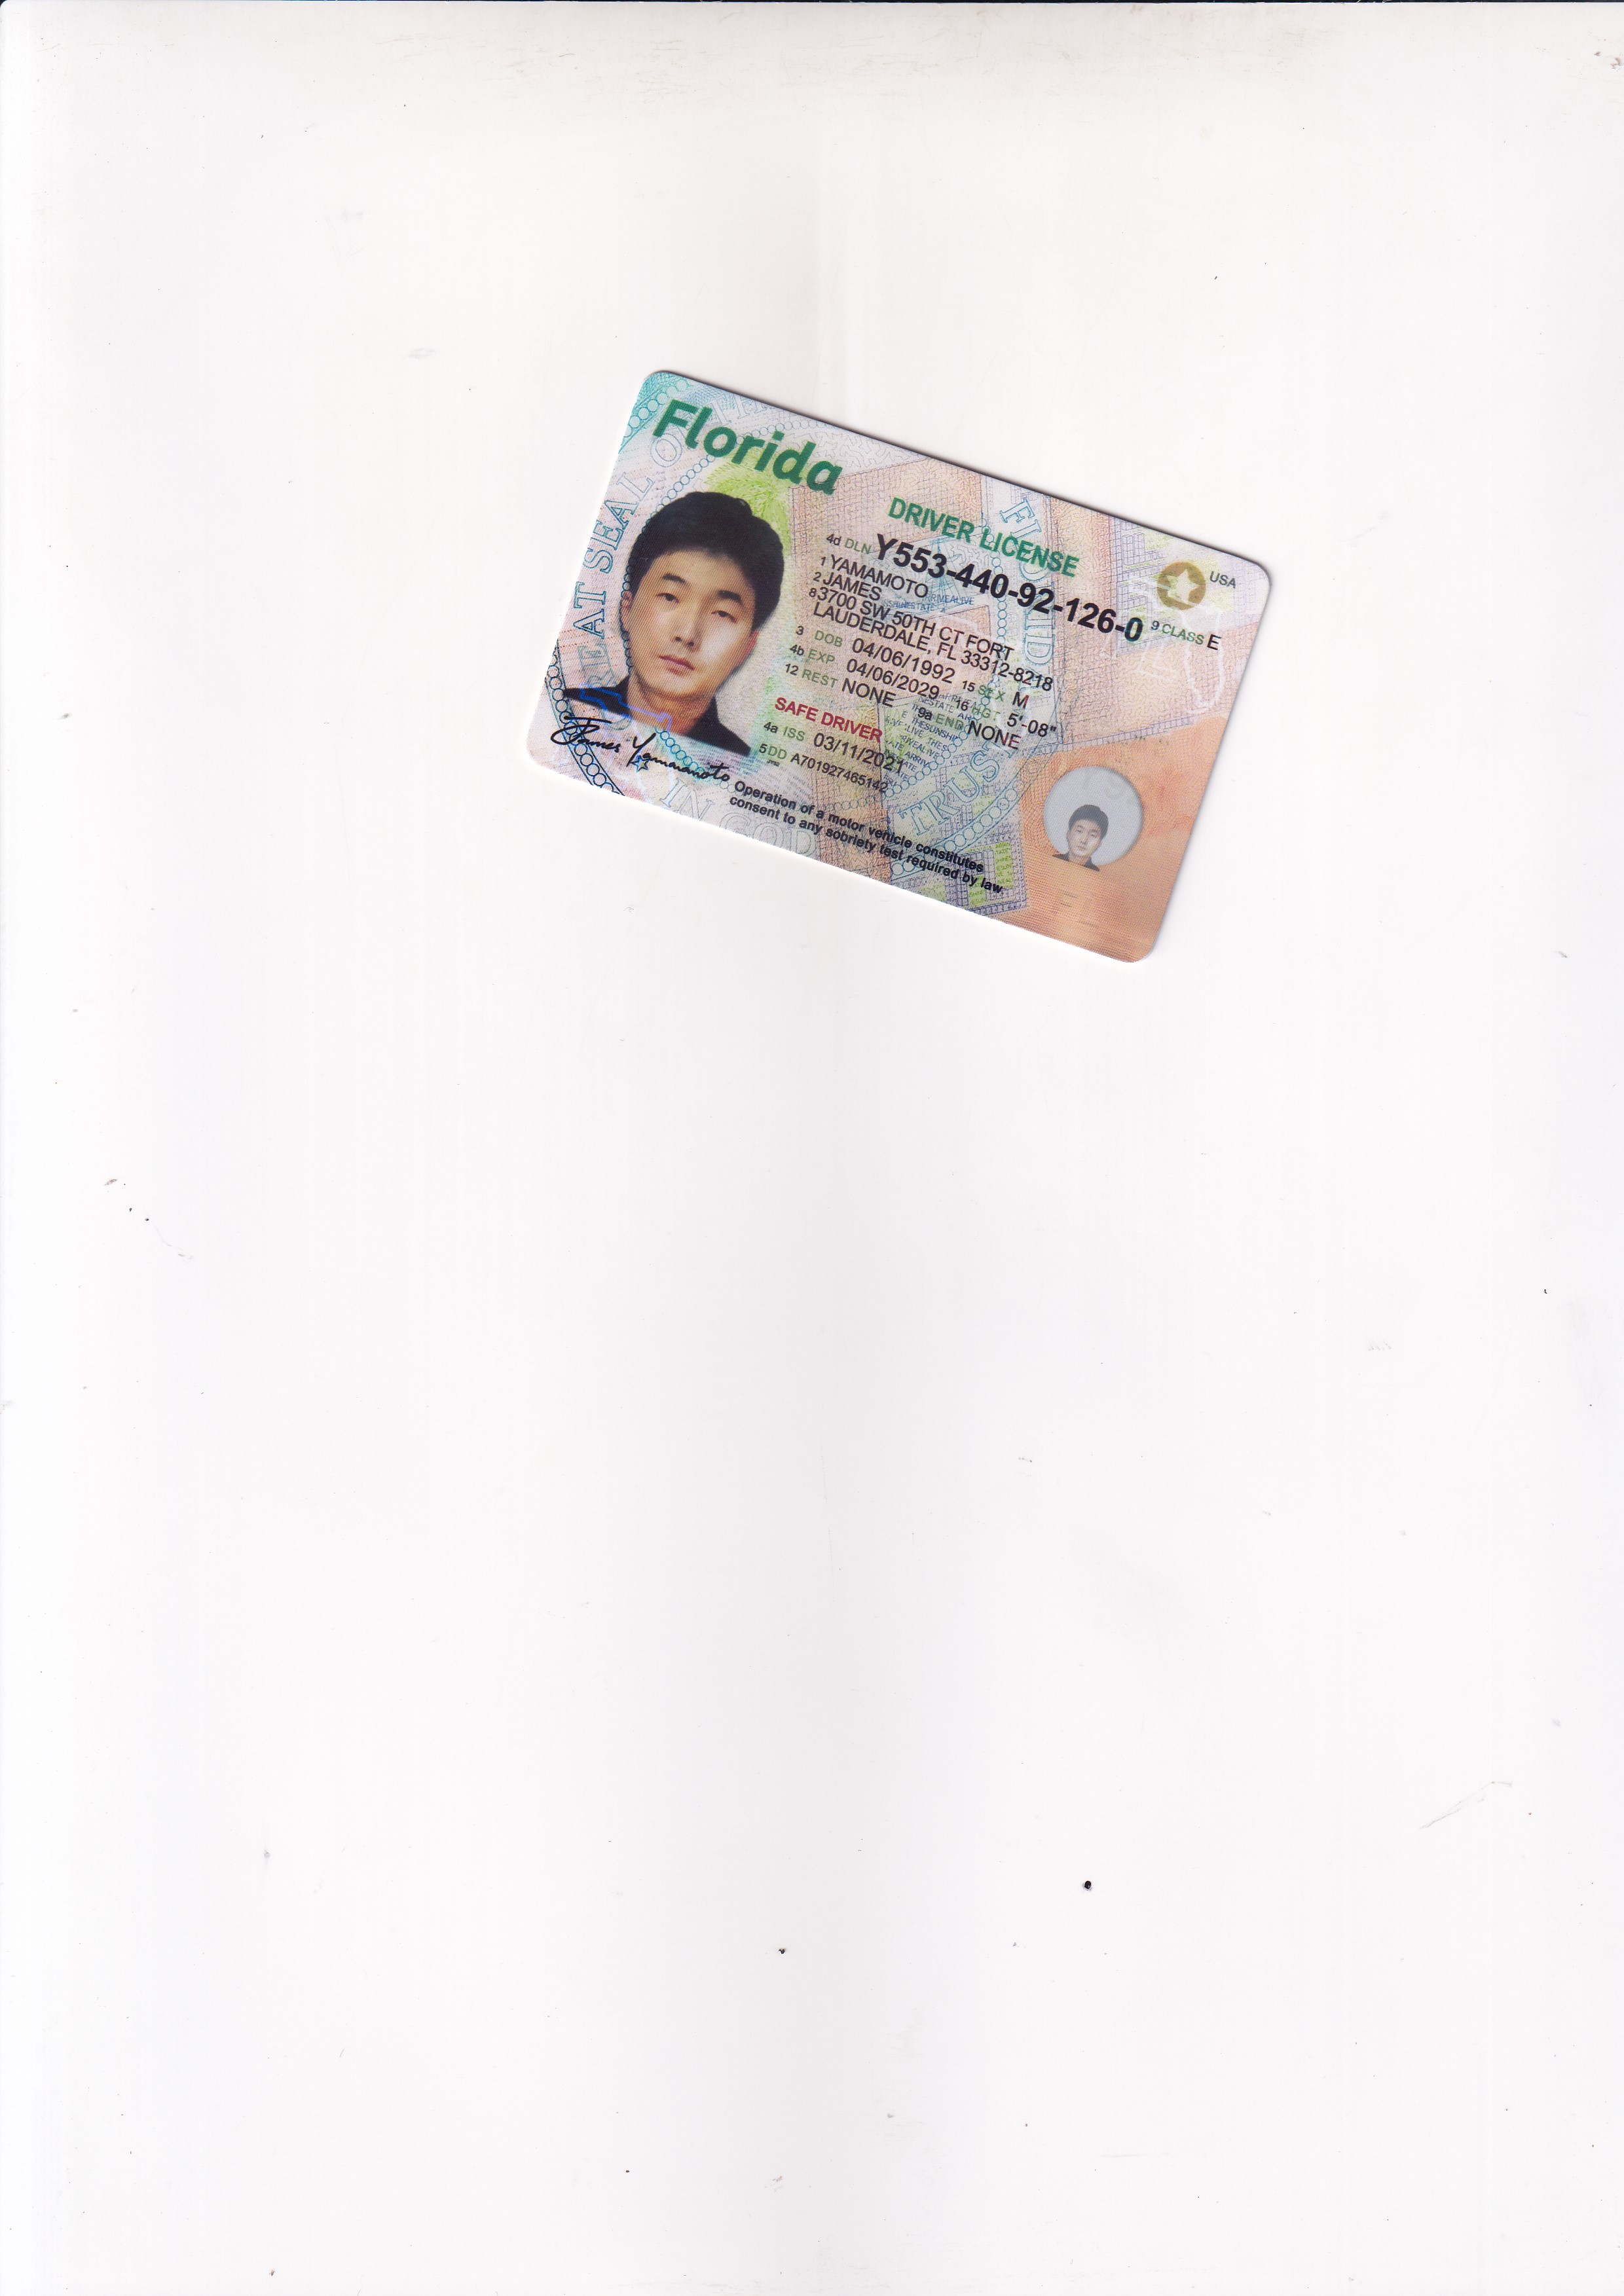 Florida
DRIVER LICENSE
USA
4d DLN Y553-440-92-126-0
9 CLASS E
1 YAMAMOTO
2 JAMES
8 3700 SW 50TH CT FORT
LAUDERDALE, FL 33312-8218
3 DOB 04/06/1992 15 SEX M
4b EXP 04/06/2029 16 HGT 5'-08"
12 REST NONE 9a END NONE
SAFE DRIVER
4a ISS 03/11/2021
5 DD A701927465142
James Yamamoto
Operation of a motor vehicle constitutes
consent to any sobriety test required by law
GREAT SEAL OF THE
FLORIDA
IN GOD
TRUST
FL